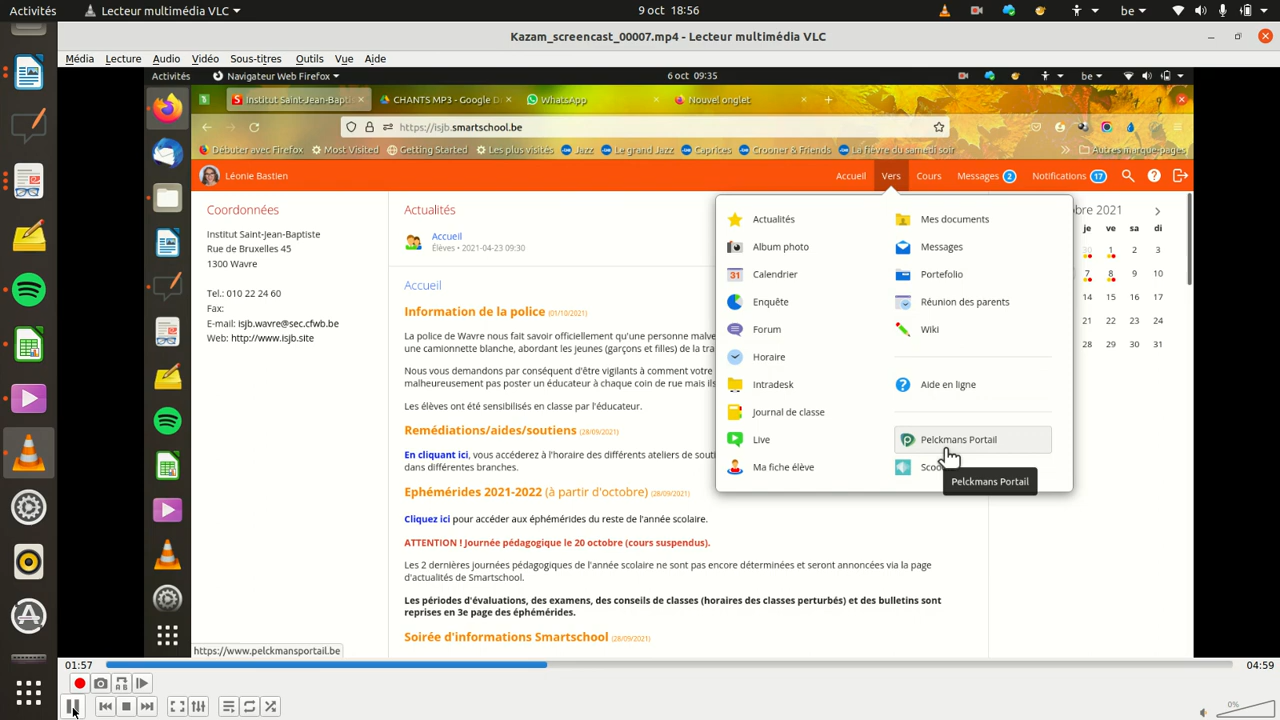 Activités
Lecteur multimédia VLC
9 oct 18:56
be
Kazam_screencast_00007.mp4 - Lecteur multimédia VLC
Média Lecture Audio Vidéo Sous-titres Outils Vue Aide
Activités
Navigateur Web Firefox
6 oct 09:35
be
Institut Saint-Jean-Bapti
CHANTS MP3 - Google D
WhatsApp
Nouvel onglet
https://isjb.smartschool.be
Débuter avec Firefox Most Visited Getting Started Les plus visités Jazz Le grand Jazz Caprices Crooner & Friends La fièvre du samedi soir Autres marque-pages
Léonie Bastien
Accueil Vers Cours Messages 2 Notifications 17
Coordonnées
Institut Saint-Jean-Baptiste
Rue de Bruxelles 45
1300 Wavre
Tel.: 010 22 24 60
Fax:
E-mail: isjb.wavre@sec.cfwb.be
Web: http://www.isjb.site
Actualités
Accueil
Élèves • 2021-04-23 09:30
Accueil
Information de la police (01/10/2021)
La police de Wavre nous fait savoir officiellement qu'une personne malve
une camionnette blanche, abordant les jeunes (garçons et filles) de la tra
Nous vous demandons par conséquent d'être vigilants à comment votre
malheureusement pas poster un éducateur à chaque coin de rue mais ils
Les élèves ont été sensibilisés en classe par l'éducateur.
Remédiations/aides/soutiens (28/09/2021)
En cliquant ici, vous accéderez à l'horaire des différents ateliers de sout
dans différentes branches.
Ephémérides 2021-2022 (à partir d'octobre) (28/09/2021)
Cliquez ici pour accéder aux éphémérides du reste de l'année scolaire.
ATTENTION ! Journée pédagogique le 20 octobre (cours suspendus).
Les 2 dernières journées pédagogiques de l'année scolaire ne sont pas encore déterminées et seront annoncées via la page
d'actualités de Smartschool.
Les périodes d'évaluations, des examens, des conseils de classes (horaires des classes perturbés) et des bulletins sont
reprises en 3e page des éphémérides.
Soirée d'informations Smartschool (28/09/2021)
Actualités
Album photo
31 Calendrier
Enquête
Forum
Horaire
Intradesk
Journal de classe
Live
Ma fiche élève
Mes documents
Messages
Portefolio
Réunion des parents
Wiki
Aide en ligne
Pelckmans Portail
Scod
Pelckmans Portail
obre 2021
je ve sa di
30 1 2 3
7 8 9 10
14 15 16 17
21 22 23 24
28 29 30 31
https://www.pelckmansportail.be
01:57
04:59
0%